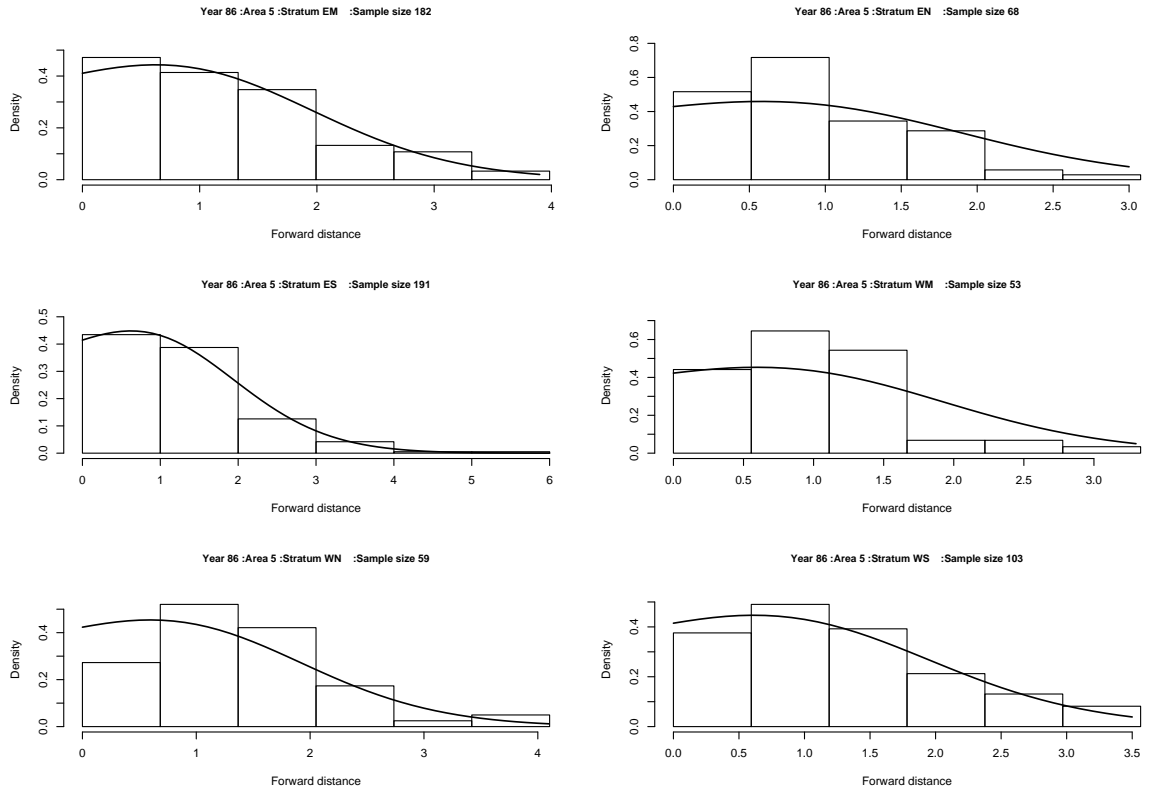 Year 86 :Area 5 :Stratum EM :Sample size 182
Density
0.0 0.2 0.4
0 1 2 3 4
Forward distance
Year 86 :Area 5 :Stratum EN :Sample size 68
Density
0.0 0.2 0.4 0.6 0.8
0.0 0.5 1.0 1.5 2.0 2.5 3.0
Forward distance
Year 86 :Area 5 :Stratum ES :Sample size 191
Density
0.0 0.1 0.2 0.3 0.4 0.5
0 1 2 3 4 5 6
Forward distance
Year 86 :Area 5 :Stratum WM :Sample size 53
Density
0.0 0.2 0.4 0.6
0.0 0.5 1.0 1.5 2.0 2.5 3.0
Forward distance
Year 86 :Area 5 :Stratum WN :Sample size 59
Density
0.0 0.2 0.4
0 1 2 3 4
Forward distance
Year 86 :Area 5 :Stratum WS :Sample size 103
Density
0.0 0.2 0.4
0.0 0.5 1.0 1.5 2.0 2.5 3.0 3.5
Forward distance